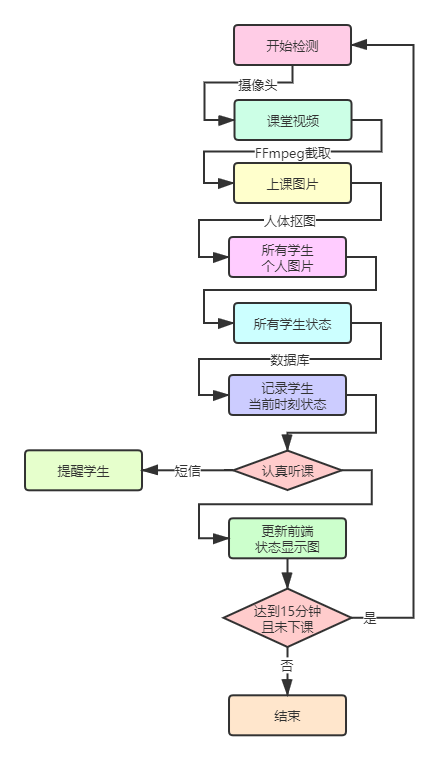 开始检测
摄像头
课堂视频
FFmpeg截取
上课图片
人体抠图
所有学生
个人图片
所有学生状态
数据库
记录学生
当前时刻状态
认真听课
短信
提醒学生
更新前端
状态显示图
达到15分钟
且未下课
是
否
结束